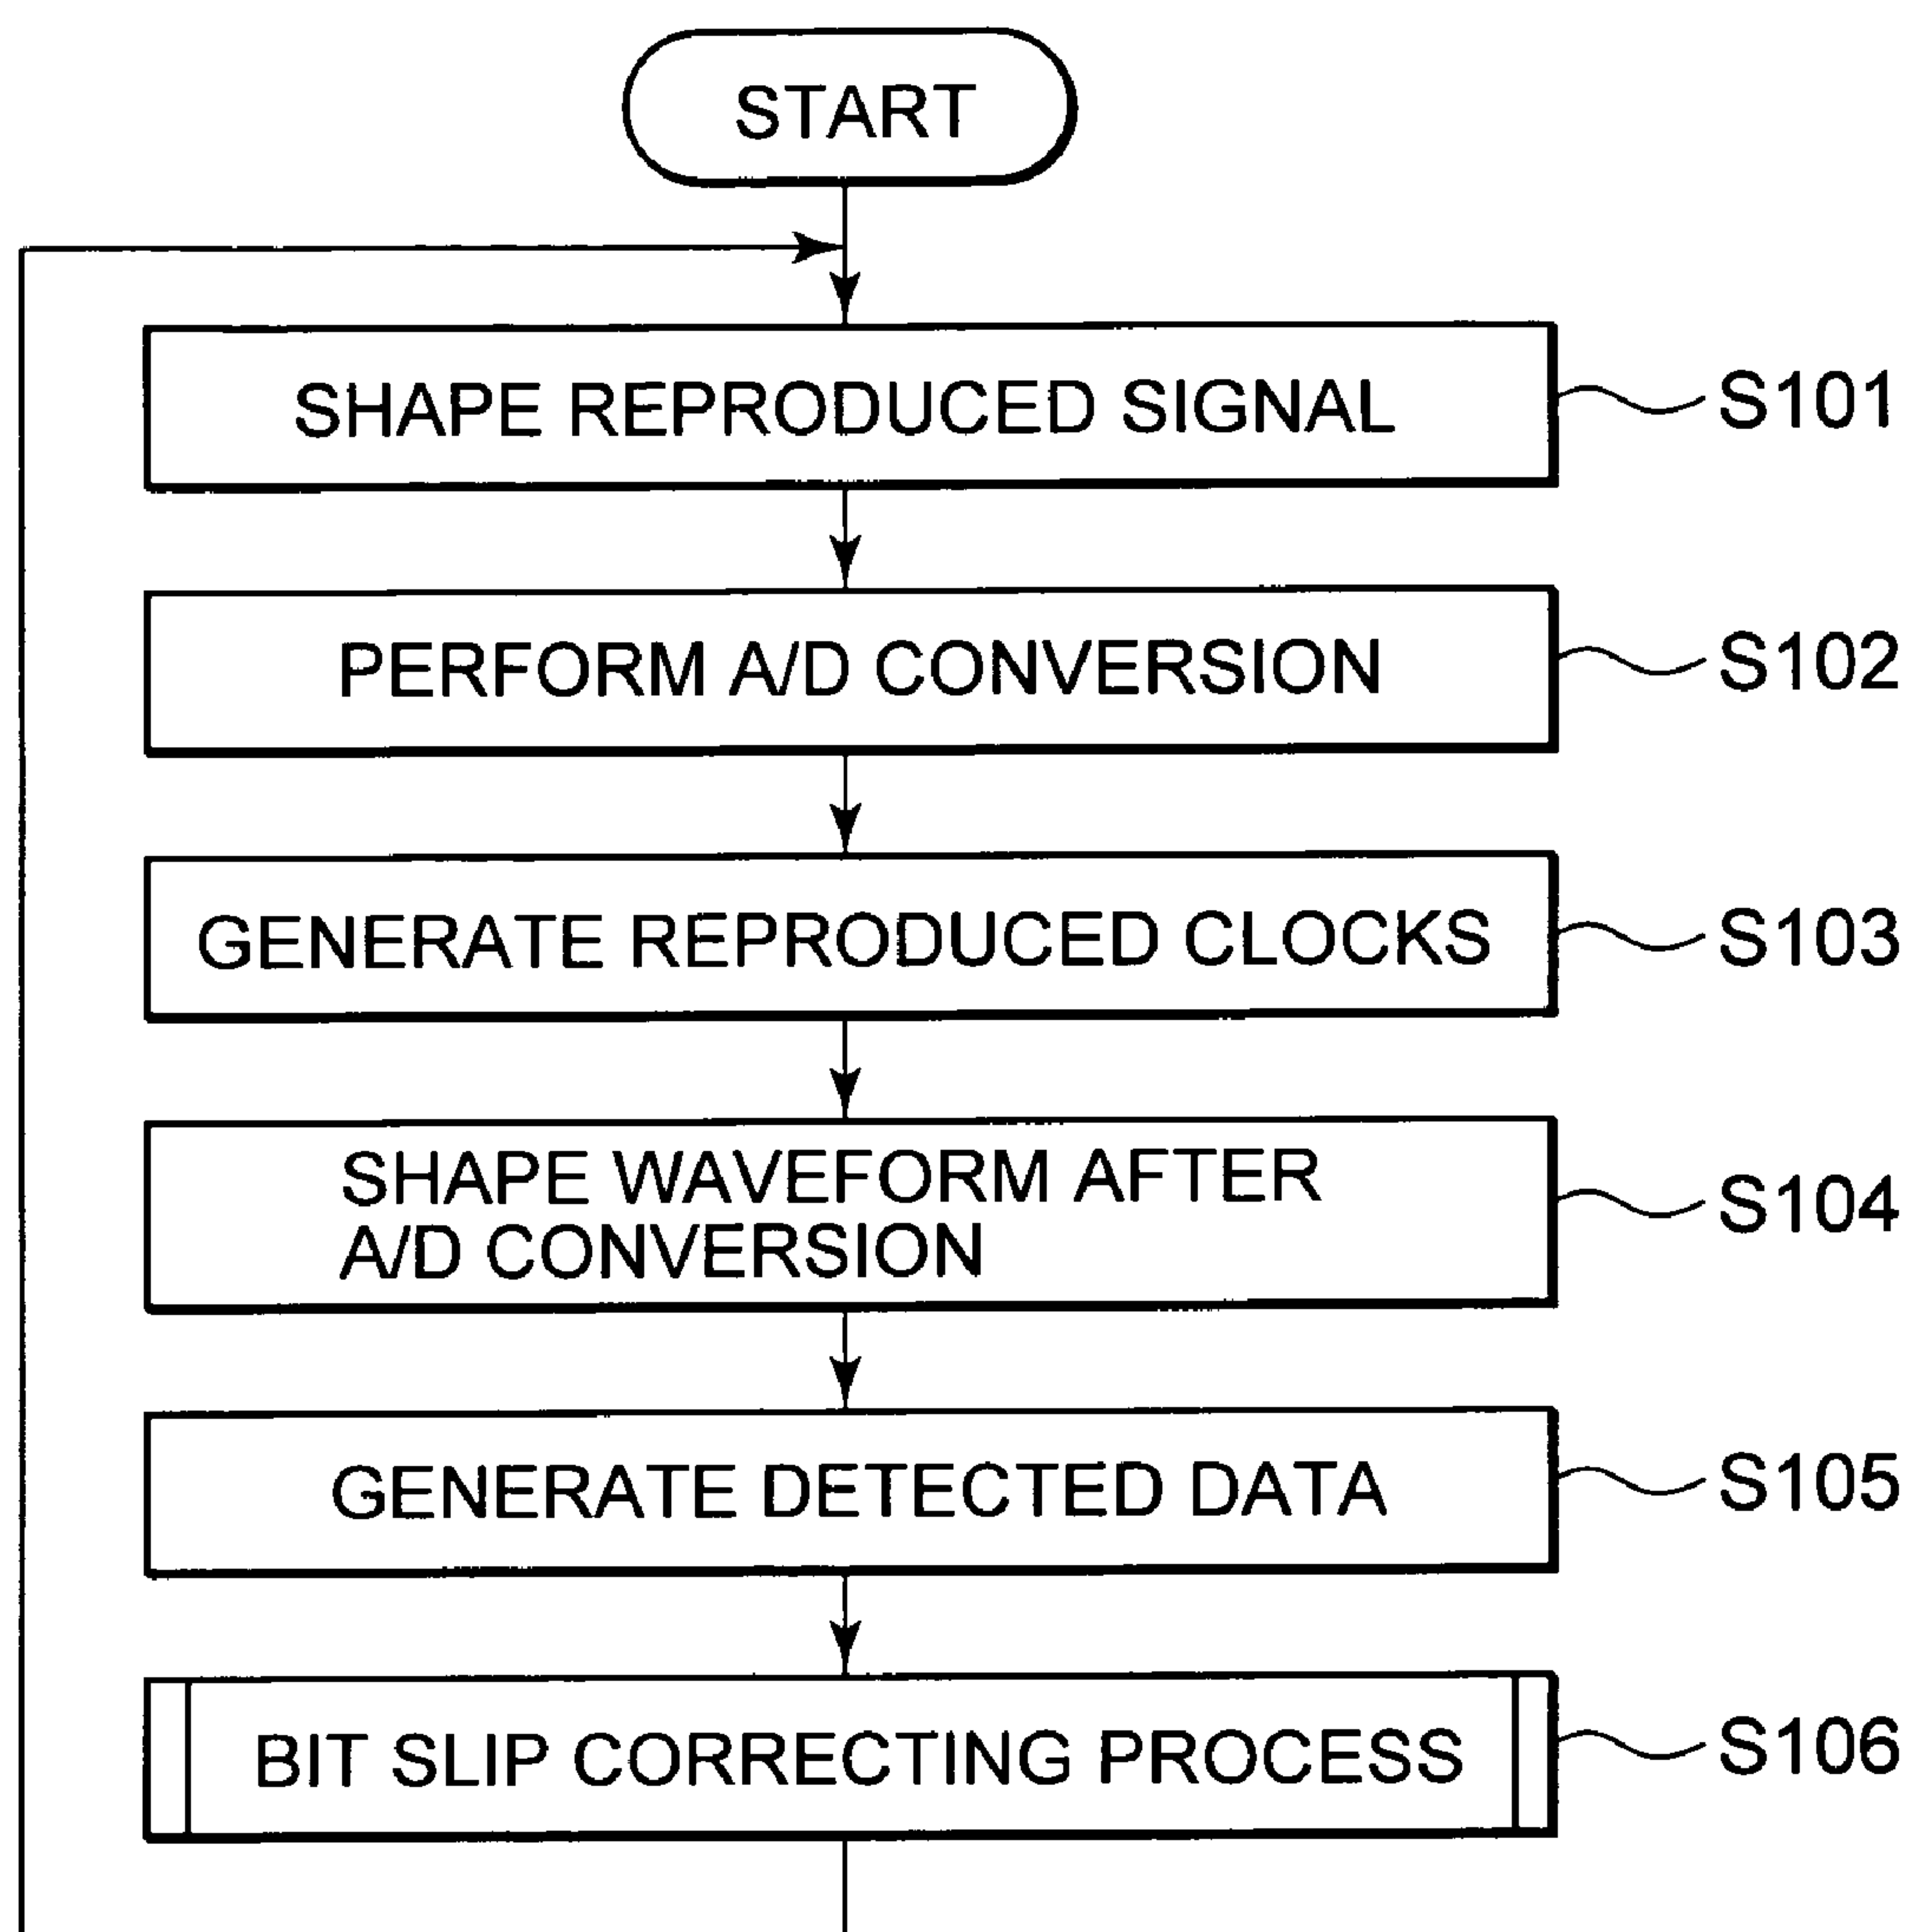 START
SHAPE REPRODUCED SIGNAL
S101
PERFORM A/D CONVERSION
S102
GENERATE REPRODUCED CLOCKS
S103
SHAPE WAVEFORM AFTER
A/D CONVERSION
S104
GENERATE DETECTED DATA
S105
BIT SLIP CORRECTING PROCESS
S106